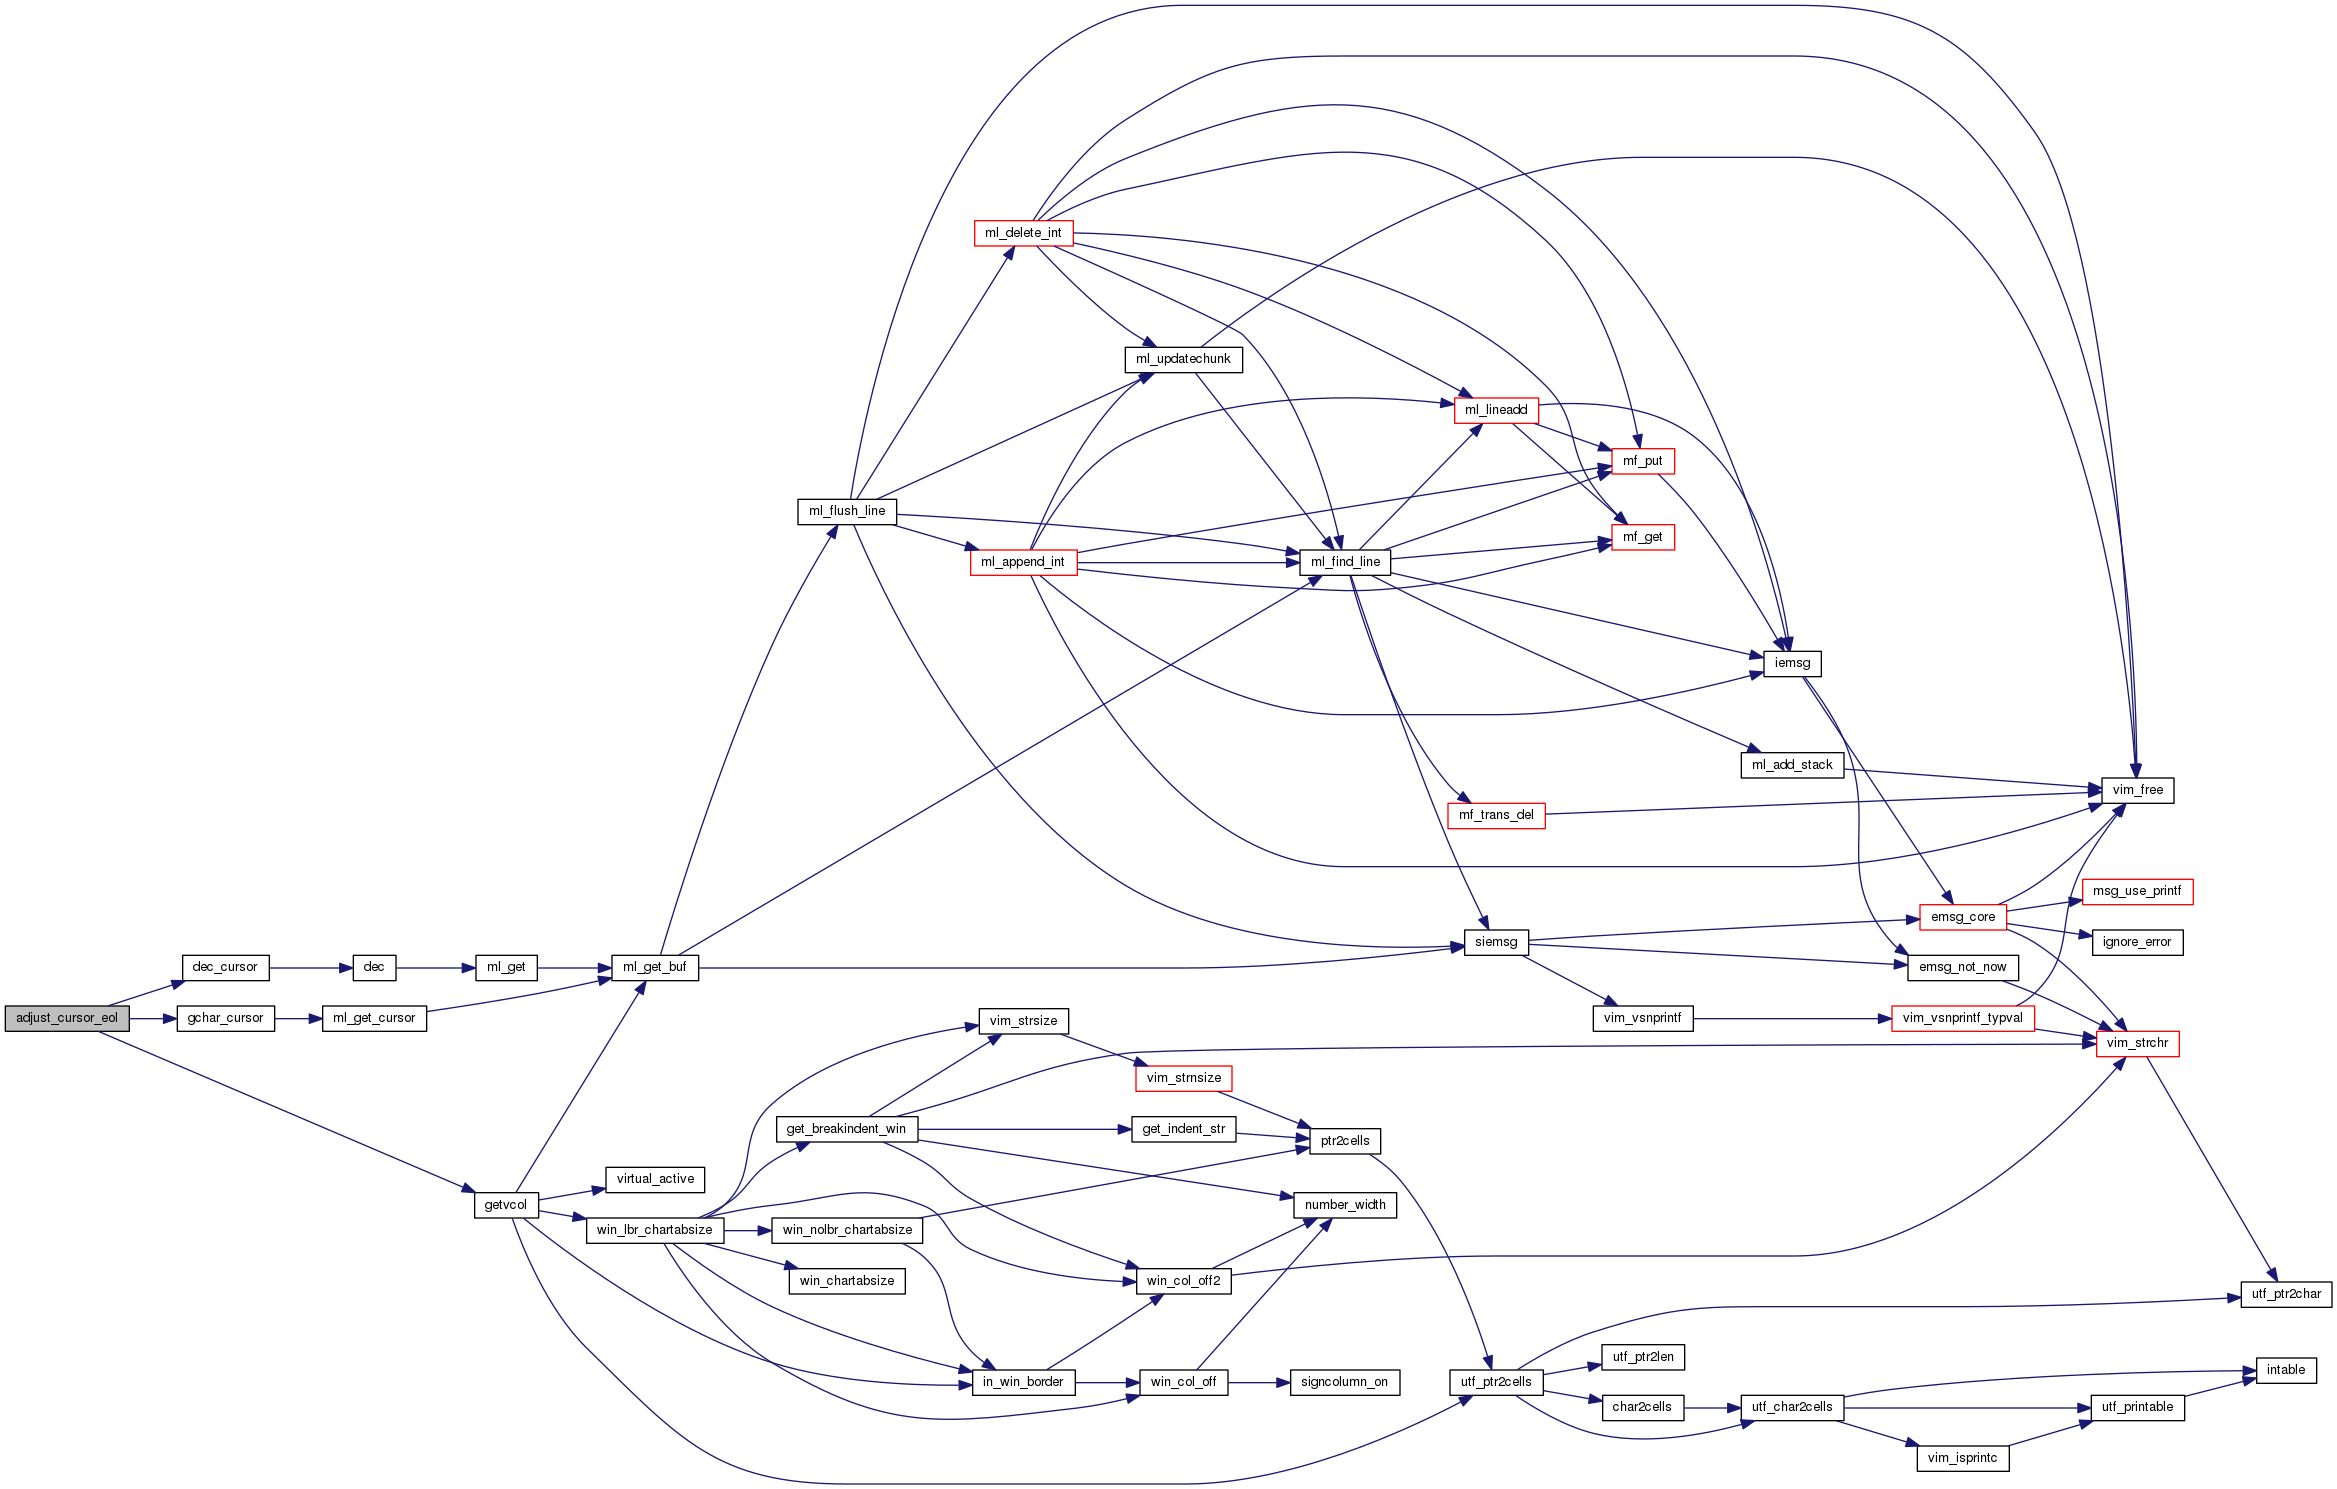 ml_delete_int
ml_updatechunk
ml_lineadd
mf_put
ml_flush_line
mf_get
ml_append_int
ml_find_line
iemsg
ml_add_stack
vim_free
mf_trans_del
msg_use_printf
emsg_core
siemsg
ignore_error
dec_cursor
dec
ml_get
ml_get_buf
emsg_not_now
adjust_cursor_eol
gchar_cursor
ml_get_cursor
vim_strsize
vim_vsnprintf
vim_vsnprintf_typval
vim_strchr
vim_strnsize
get_breakindent_win
get_indent_str
ptr2cells
virtual_active
getvcol
number_width
win_lbr_chartabsize
win_nolbr_chartabsize
win_chartabsize
win_col_off2
utf_ptr2char
utf_ptr2len
intable
in_win_border
win_col_off
signcolumn_on
utf_ptr2cells
char2cells
utf_char2cells
utf_printable
vim_isprintc